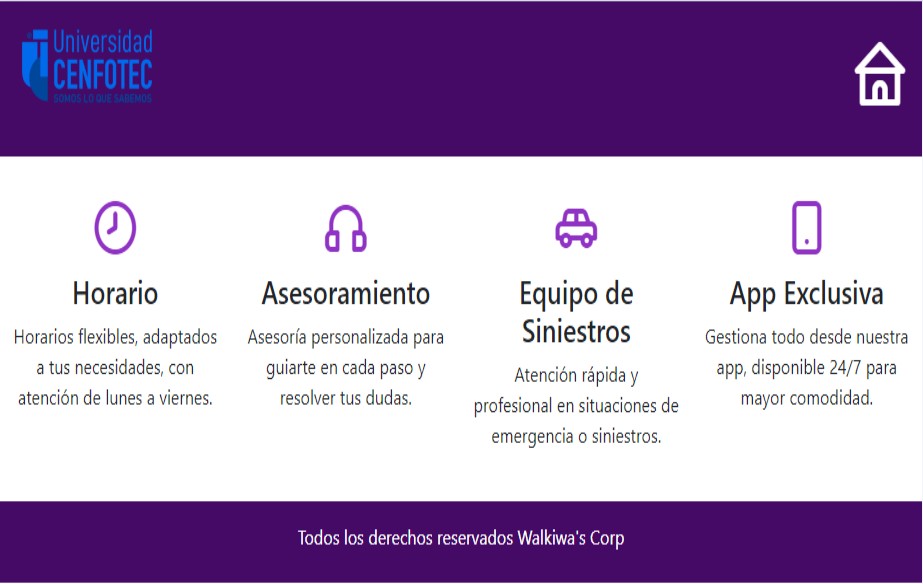 Universidad
CENFOTEC
SOMOS LO QUE SABEMOS
Horario
Horarios flexibles, adaptados
a tus necesidades, con
atención de lunes a viernes.
Asesoramiento
Asesoría personalizada para
guiarte en cada paso y
resolver tus dudas.
Equipo de
Siniestros
Atención rápida y
profesional en situaciones de
emergencia o siniestros.
App Exclusiva
Gestiona todo desde nuestra
app, disponible 24/7 para
mayor comodidad.
Todos los derechos reservados Walkiwa's Corp